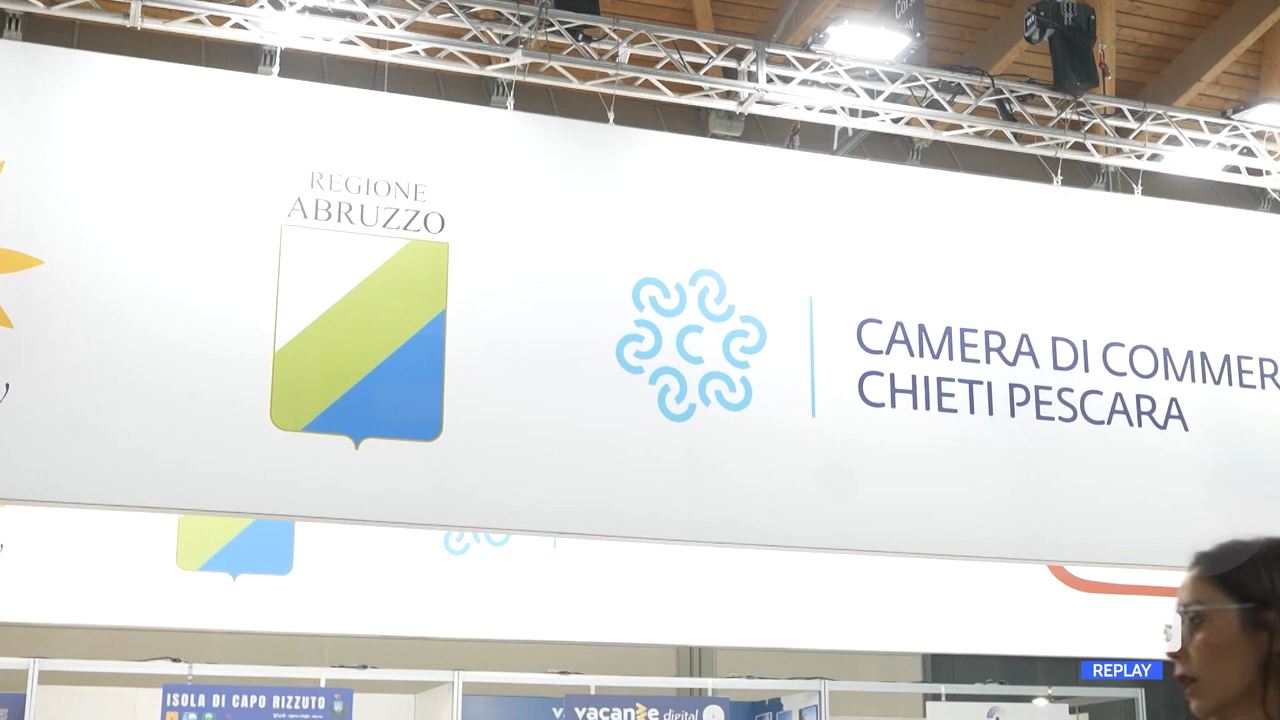 REGIONE
ABRUZZO
CAMERA DI COMMER
CHIETI PESCARA
REPLAY
ISOLA DI CAPO RIZZUTO
vacanze digital